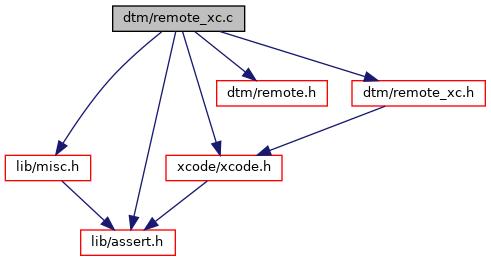 dtm/remote_xc.c
dtm/remote.h
dtm/remote_xc.h
lib/misc.h
xcode/xcode.h
lib/assert.h